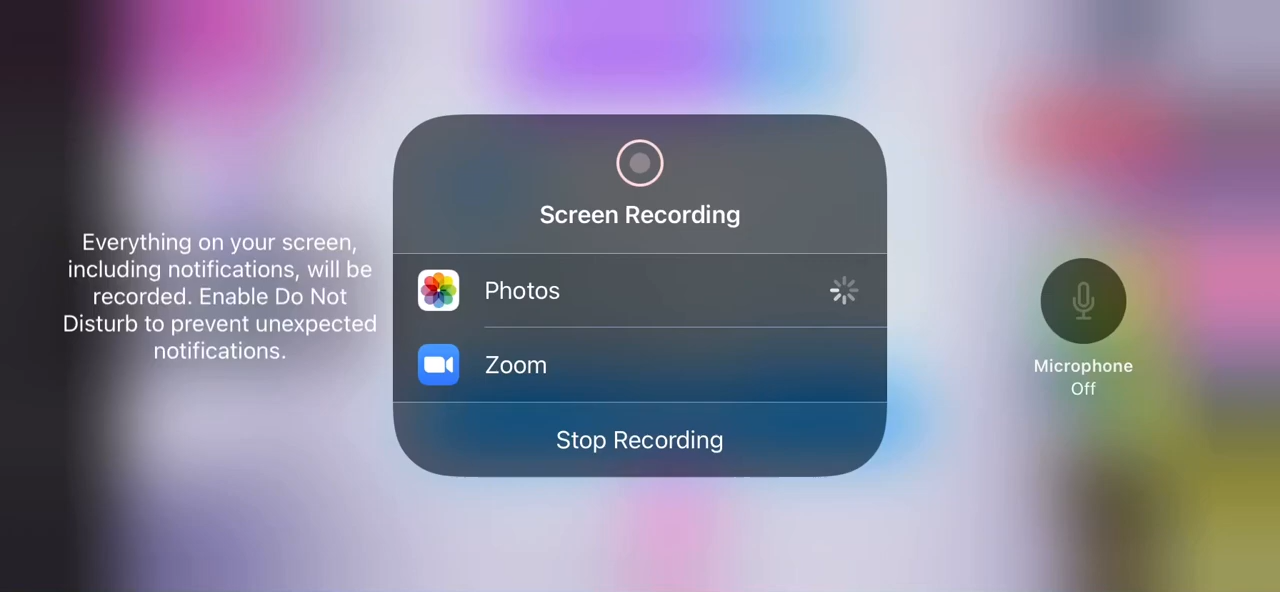 Everything on your screen,
including notifications, will be
recorded. Enable Do Not
Disturb to prevent unexpected
notifications.
Screen Recording
Photos
Zoom
Stop Recording
Microphone
Off